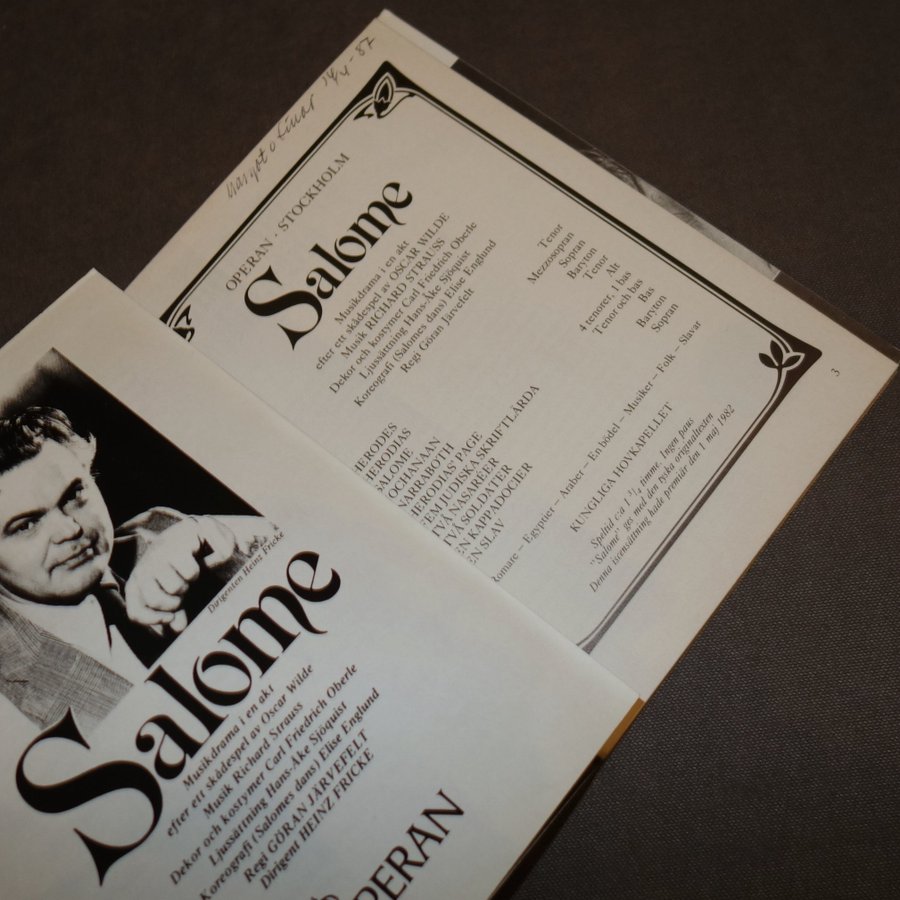 Margot o Einar 14/4-87
OPERAN · STOCKHOLM
Salome
Musikdrama i en akt
efter ett skådespel av OSCAR WILDE
Musik RICHARD STRAUSS
Dekor och kostymer Carl Friedrich Oberle
Ljussättning Hans-Åke Sjöquist
Koreografi (Salomes dans) Elise Englund
Regi Göran Järvefelt
HERODES Tenor
HERODIAS Mezzosopran
SALOME Sopran
OCHANAAN Baryton
NARRABOTH Tenor
HERODIAS' PAGE Alt
FEM JUDISKA SKRIFTLÄRDA 4 tenorer, 1 bas
TVÅ NASARÉER Tenor och bas
TVÅ SOLDATER Bas
EN KAPPADOCIER Baryton
EN SLAV Sopran
Romare – Egyptier – Araber – En bödel – Musiker – Folk – Slavar
KUNGLIGA HOVKAPELLET
Speltid c:a 1 3/4 timme. Ingen paus
"Salome" ges med den tyska originaltexten
Denna iscensättning hade premiär den 1 maj 1982
3
Dirigenten Heinz Fricke
Salome
Musikdrama i en akt
efter ett skådespel av Oscar Wilde
Musik Richard Strauss
Dekor och kostymer Carl Friedrich Oberle
Ljussättning Hans-Åke Sjöquist
Koreografi (Salomes dans) Elise Englund
Regi GÖRAN JÄRVEFELT
Dirigent HEINZ FRICKE
OPERAN